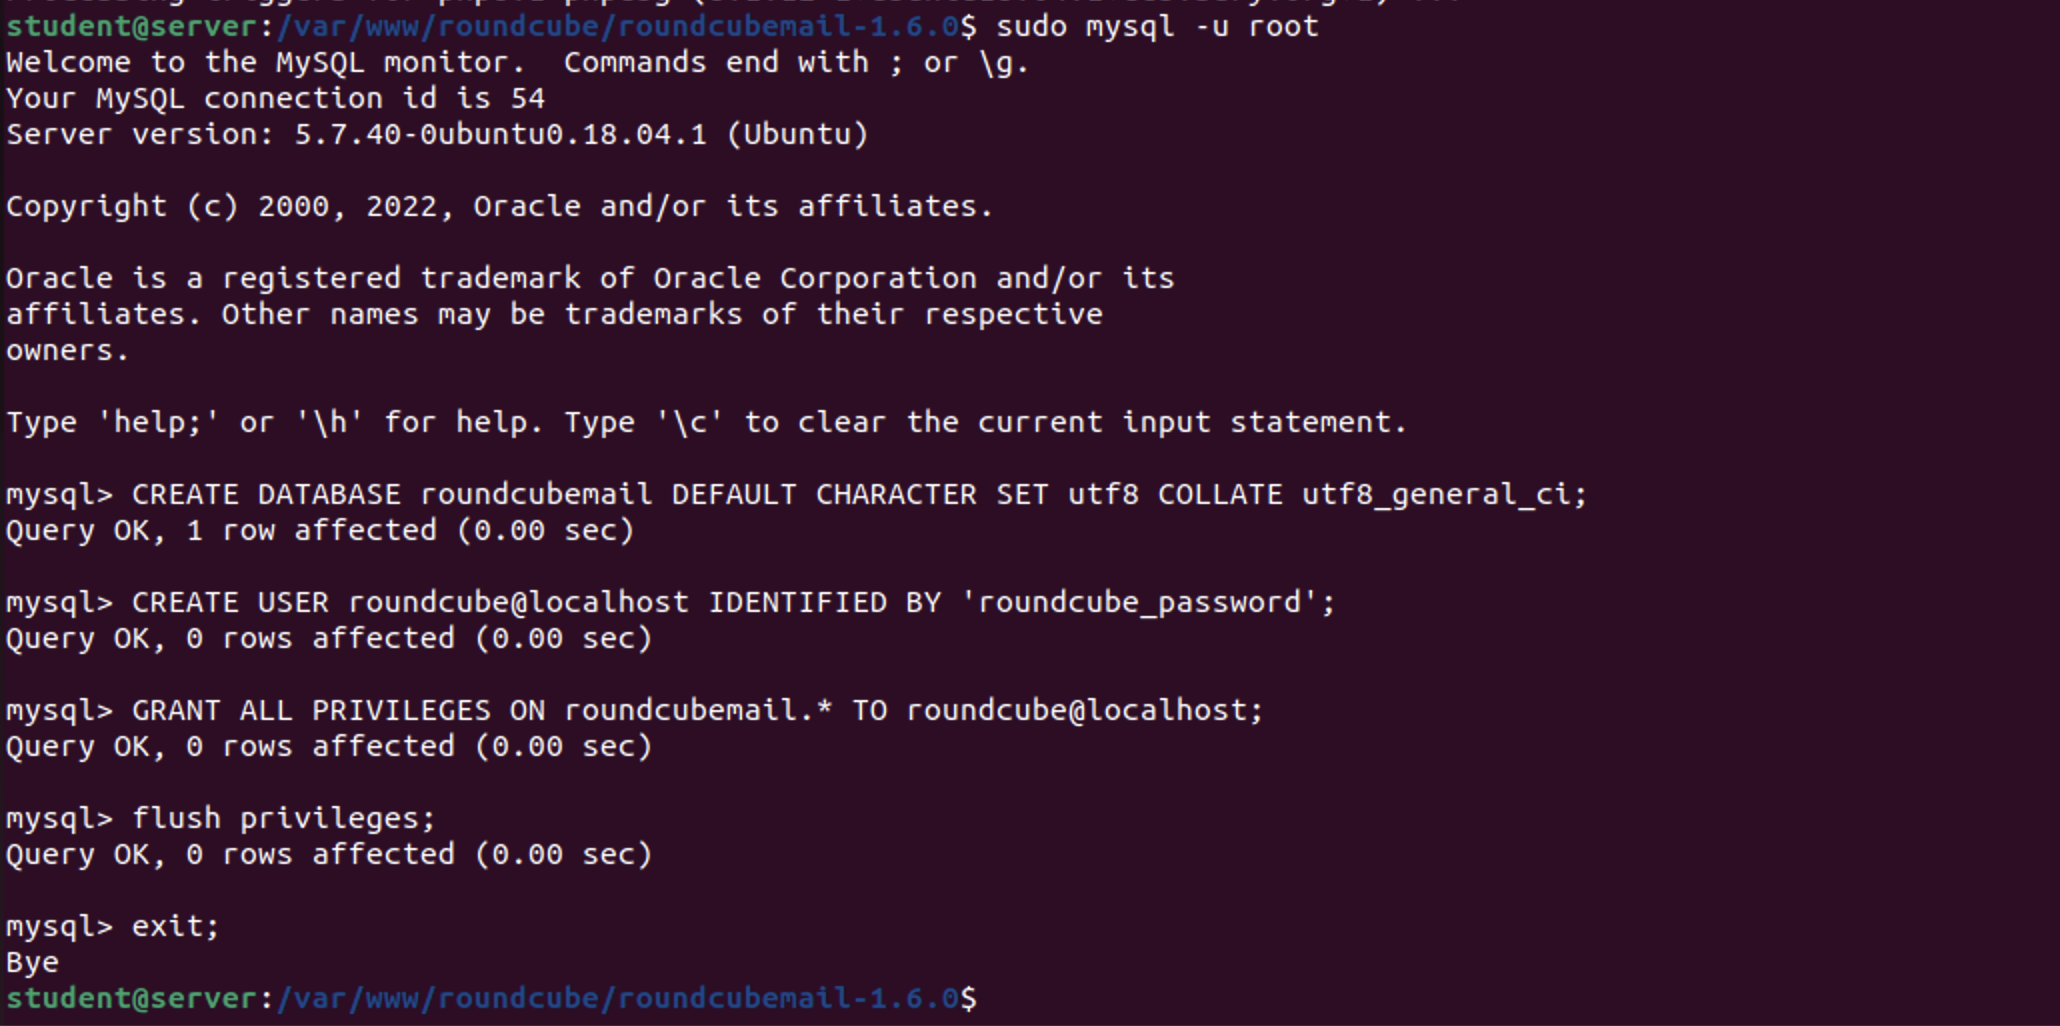 student@server:/var/www/roundcube/roundcubemail-1.6.0$ sudo mysql -u root
Welcome to the MySQL monitor.  Commands end with ; or \g.
Your MySQL connection id is 54
Server version: 5.7.40-0ubuntu0.18.04.1 (Ubuntu)

Copyright (c) 2000, 2022, Oracle and/or its affiliates.

Oracle is a registered trademark of Oracle Corporation and/or its
affiliates. Other names may be trademarks of their respective
owners.

Type 'help;' or '\h' for help. Type '\c' to clear the current input statement.

mysql> CREATE DATABASE roundcubemail DEFAULT CHARACTER SET utf8 COLLATE utf8_general_ci;
Query OK, 1 row affected (0.00 sec)

mysql> CREATE USER roundcube@localhost IDENTIFIED BY 'roundcube_password';
Query OK, 0 rows affected (0.00 sec)

mysql> GRANT ALL PRIVILEGES ON roundcubemail.* TO roundcube@localhost;
Query OK, 0 rows affected (0.00 sec)

mysql> flush privileges;
Query OK, 0 rows affected (0.00 sec)

mysql> exit;
Bye
student@server:/var/www/roundcube/roundcubemail-1.6.0$